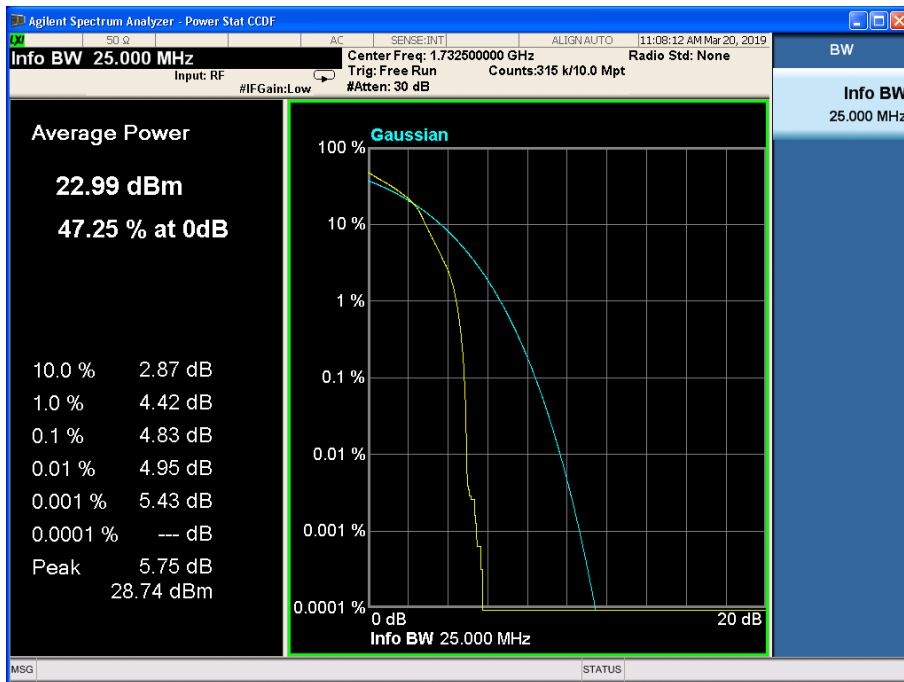 Agilent Spectrum Analyzer - Power Stat CCDF
LXI 50 Ω AC SENSE:INT ALIGN AUTO 11:08:12 AM Mar 20, 2019
Info BW 25.000 MHz
Center Freq: 1.732500000 GHz Radio Std: None
Input: RF Trig: Free Run Counts:315 k/10.0 Mpt
#IFGain:Low #Atten: 30 dB
BW
Info BW
25.000 MHz
Average Power
22.99 dBm
47.25 % at 0dB
10.0 % 2.87 dB
1.0 % 4.42 dB
0.1 % 4.83 dB
0.01 % 4.95 dB
0.001 % 5.43 dB
0.0001 % --- dB
Peak 5.75 dB
28.74 dBm
Gaussian
100 %
10 %
1 %
0.1 %
0.01 %
0.001 %
0.0001 %
0 dB 20 dB
Info BW 25.000 MHz
MSG STATUS